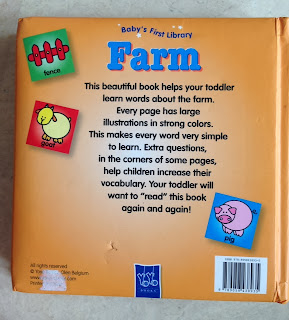 Baby's First Library
Farm
fence
This beautiful book helps your toddler
learn words about the farm.
Every page has large
illustrations in strong colors.
This makes every word very simple
to learn. Extra questions,
in the corners of some pages,
help children increase their
vocabulary. Your toddler will
want to "read" this book
again and again!
goat
pig
All rights reserved
Belgium